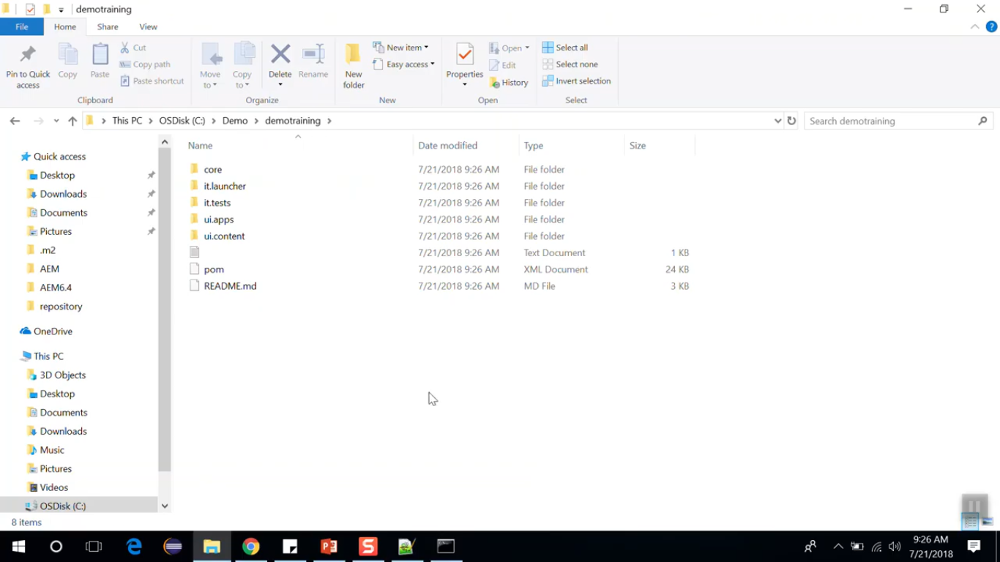 demotraining
File Home Share View
Pin to Quick access
Copy
Paste
Cut
Copy path
Paste shortcut
Clipboard
Move to
Copy to
Delete
Rename
Organize
New folder
New item
Easy access
New
Properties
Open
Edit
History
Open
Select all
Select none
Invert selection
Select
This PC > OSDisk (C:) > Demo > demotraining >
Search demotraining
Quick access
Desktop
Downloads
Documents
Pictures
.m2
AEM
AEM6.4
repository
OneDrive
This PC
3D Objects
Desktop
Documents
Downloads
Music
Pictures
Videos
OSDisk (C:)
Name Date modified Type Size
core 7/21/2018 9:26 AM File folder
it.launcher 7/21/2018 9:26 AM File folder
it.tests 7/21/2018 9:26 AM File folder
ui.apps 7/21/2018 9:26 AM File folder
ui.content 7/21/2018 9:26 AM File folder
7/21/2018 9:26 AM Text Document 1 KB
pom 7/21/2018 9:26 AM XML Document 24 KB
README.md 7/21/2018 9:26 AM MD File 3 KB
8 items
9:26 AM
7/21/2018